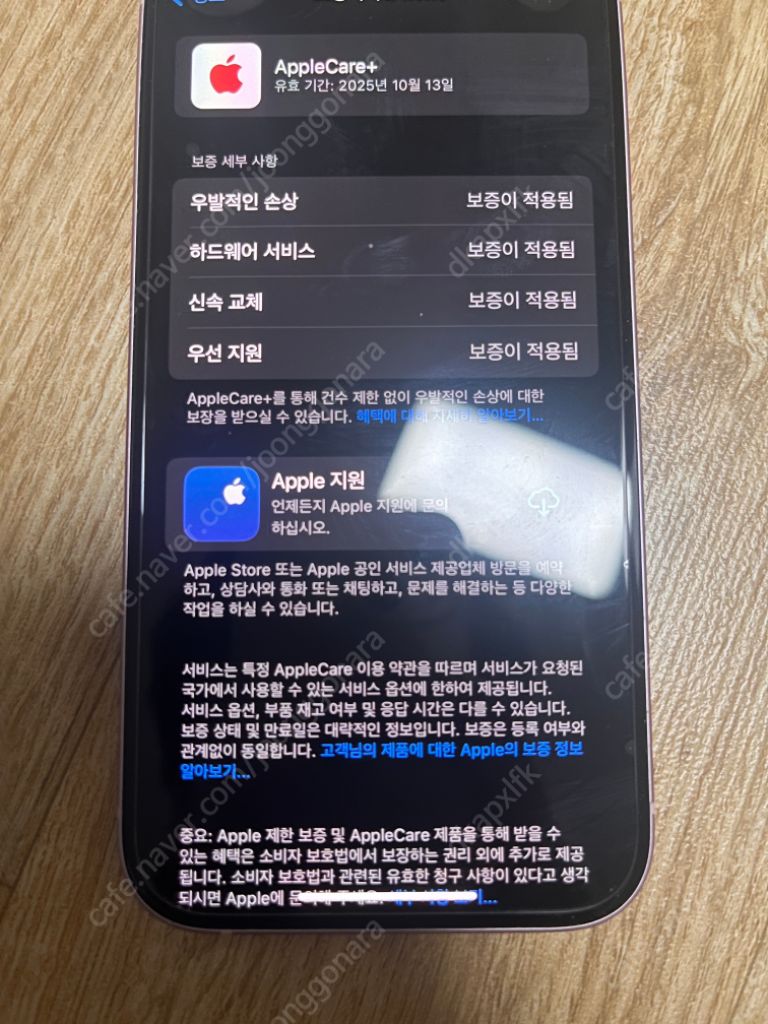 AppleCare+
유효 기간: 2025년 10월 13일
보증 세부 사항
우발적인 손상 보증이 적용됨
하드웨어 서비스 보증이 적용됨
신속 교체 보증이 적용됨
우선 지원 보증이 적용됨
AppleCare+를 통해 건수 제한 없이 우발적인 손상에 대한
보장을 받으실 수 있습니다. 혜택에 대해 자세히 알아보기...
Apple 지원
언제든지 Apple 지원에 문의
하십시오.
Apple Store 또는 Apple 공인 서비스 제공업체 방문을 예약
하고, 상담사와 통화 또는 채팅하고, 문제를 해결하는 등 다양한
작업을 하실 수 있습니다.
서비스는 특정 AppleCare 이용 약관을 따르며 서비스가 요청된
국가에서 사용할 수 있는 서비스 옵션에 한하여 제공됩니다.
서비스 옵션, 부품 재고 여부 및 응답 시간은 다를 수 있습니다.
보증 상태 및 만료일은 대략적인 정보입니다. 보증은 등록 여부와
관계없이 동일합니다. 고객님의 제품에 대한 Apple의 보증 정보
알아보기...
중요: Apple 제한 보증 및 AppleCare 제품을 통해 받을 수
있는 혜택은 소비자 보호법에서 보장하는 권리 외에 추가로 제공
됩니다. 소비자 보호법과 관련된 유효한 청구 사항이 있다고 생각
되시면 Apple에
cafe.naver.com/joonggonara